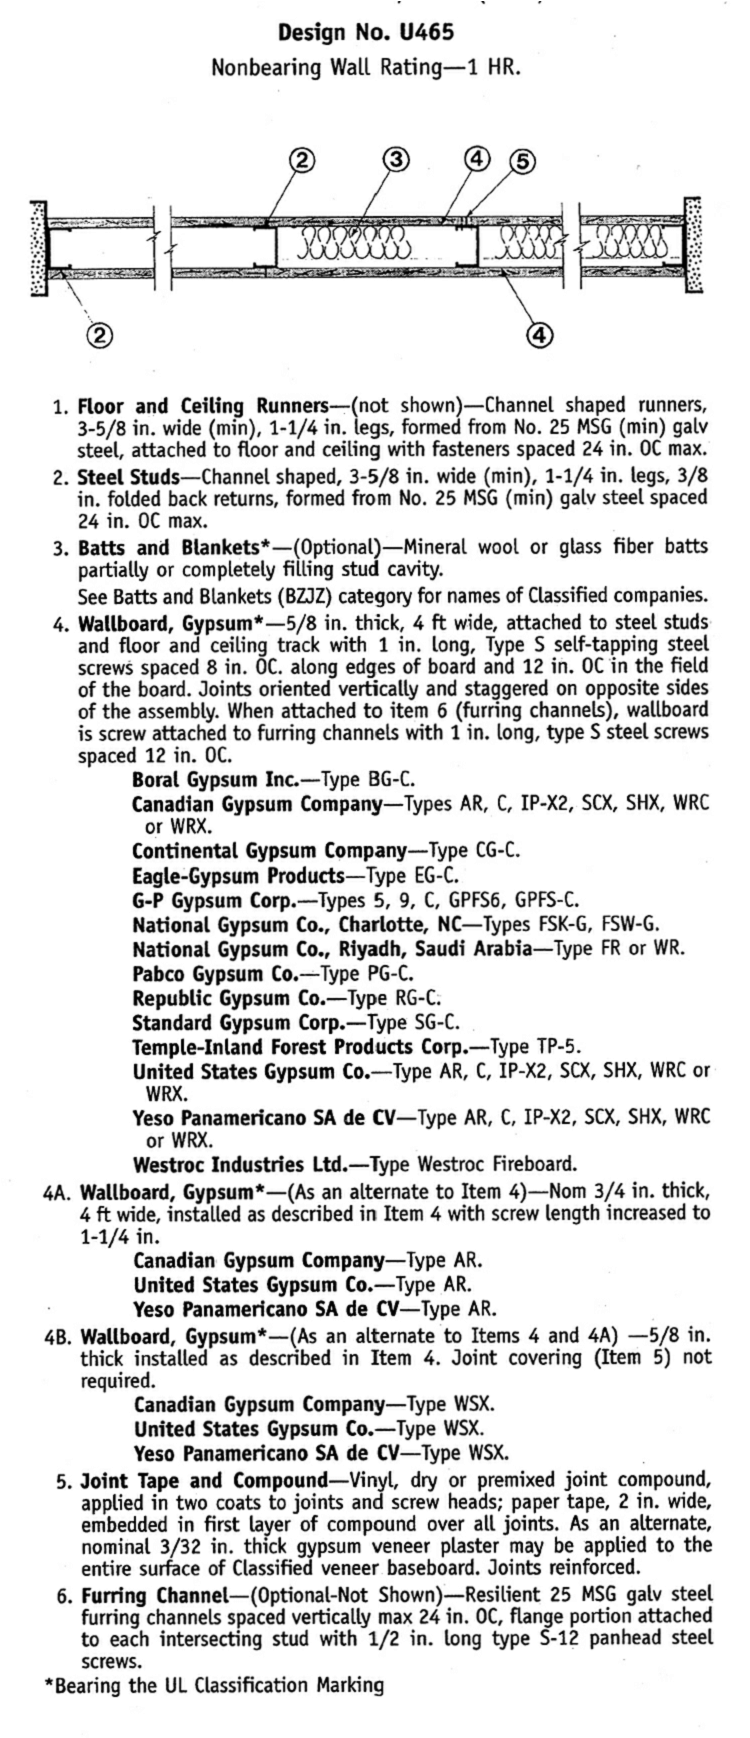 Design No. U465
Nonbearing Wall Rating—1 HR.
2 3 4 5
2 4
1. Floor and Ceiling Runners—(not shown)—Channel shaped runners,
3-5/8 in. wide (min), 1-1/4 in. legs, formed from No. 25 MSG (min) galv
steel, attached to floor and ceiling with fasteners spaced 24 in. OC max.
2. Steel Studs—Channel shaped, 3-5/8 in. wide (min), 1-1/4 in. legs, 3/8
in. folded back returns, formed from No. 25 MSG (min) galv steel spaced
24 in. OC max.
3. Batts and Blankets*—(Optional)—Mineral wool or glass fiber batts
partially or completely filling stud cavity.
See Batts and Blankets (BZJZ) category for names of Classified companies.
4. Wallboard, Gypsum*—5/8 in. thick, 4 ft wide, attached to steel studs
and floor and ceiling track with 1 in. long, Type S self-tapping steel
screws spaced 8 in. OC. along edges of board and 12 in. OC in the field
of the board. Joints oriented vertically and staggered on opposite sides
of the assembly. When attached to item 6 (furring channels), wallboard
is screw attached to furring channels with 1 in. long, type S steel screws
spaced 12 in. OC.
Boral Gypsum Inc.—Type BG-C.
Canadian Gypsum Company—Types AR, C, IP-X2, SCX, SHX, WRC
or WRX.
Continental Gypsum Company—Type CG-C.
Eagle-Gypsum Products—Type EG-C.
G-P Gypsum Corp.—Types 5, 9, C, GPFS6, GPFS-C.
National Gypsum Co., Charlotte, NC—Types FSK-G, FSW-G.
National Gypsum Co., Riyadh, Saudi Arabia—Type FR or WR.
Pabco Gypsum Co.—Type PG-C.
Republic Gypsum Co.—Type RG-C.
Standard Gypsum Corp.—Type SG-C.
Temple-Inland Forest Products Corp.—Type TP-5.
United States Gypsum Co.—Type AR, C, IP-X2, SCX, SHX, WRC or
WRX.
Yeso Panamericano SA de CV—Type AR, C, IP-X2, SCX, SHX, WRC
or WRX.
Westroc Industries Ltd.—Type Westroc Fireboard.
4A. Wallboard, Gypsum*—(As an alternate to Item 4)—Nom 3/4 in. thick,
4 ft wide, installed as described in Item 4 with screw length increased to
1-1/4 in.
Canadian Gypsum Company—Type AR.
United States Gypsum Co.—Type AR.
Yeso Panamericano SA de CV—Type AR.
4B. Wallboard, Gypsum*—(As an alternate to Items 4 and 4A) —5/8 in.
thick installed as described in Item 4. Joint covering (Item 5) not
required.
Canadian Gypsum Company—Type WSX.
United States Gypsum Co.—Type WSX.
Yeso Panamericano SA de CV—Type WSX.
5. Joint Tape and Compound—Vinyl, dry or premixed joint compound,
applied in two coats to joints and screw heads; paper tape, 2 in. wide,
embedded in first layer of compound over all joints. As an alternate,
nominal 3/32 in. thick gypsum veneer plaster may be applied to the
entire surface of Classified veneer baseboard. Joints reinforced.
6. Furring Channel—(Optional-Not Shown)—Resilient 25 MSG galv steel
furring channels spaced vertically max 24 in. OC, flange portion attached
to each intersecting stud with 1/2 in. long type S-12 panhead steel
screws.
*Bearing the UL Classification Marking